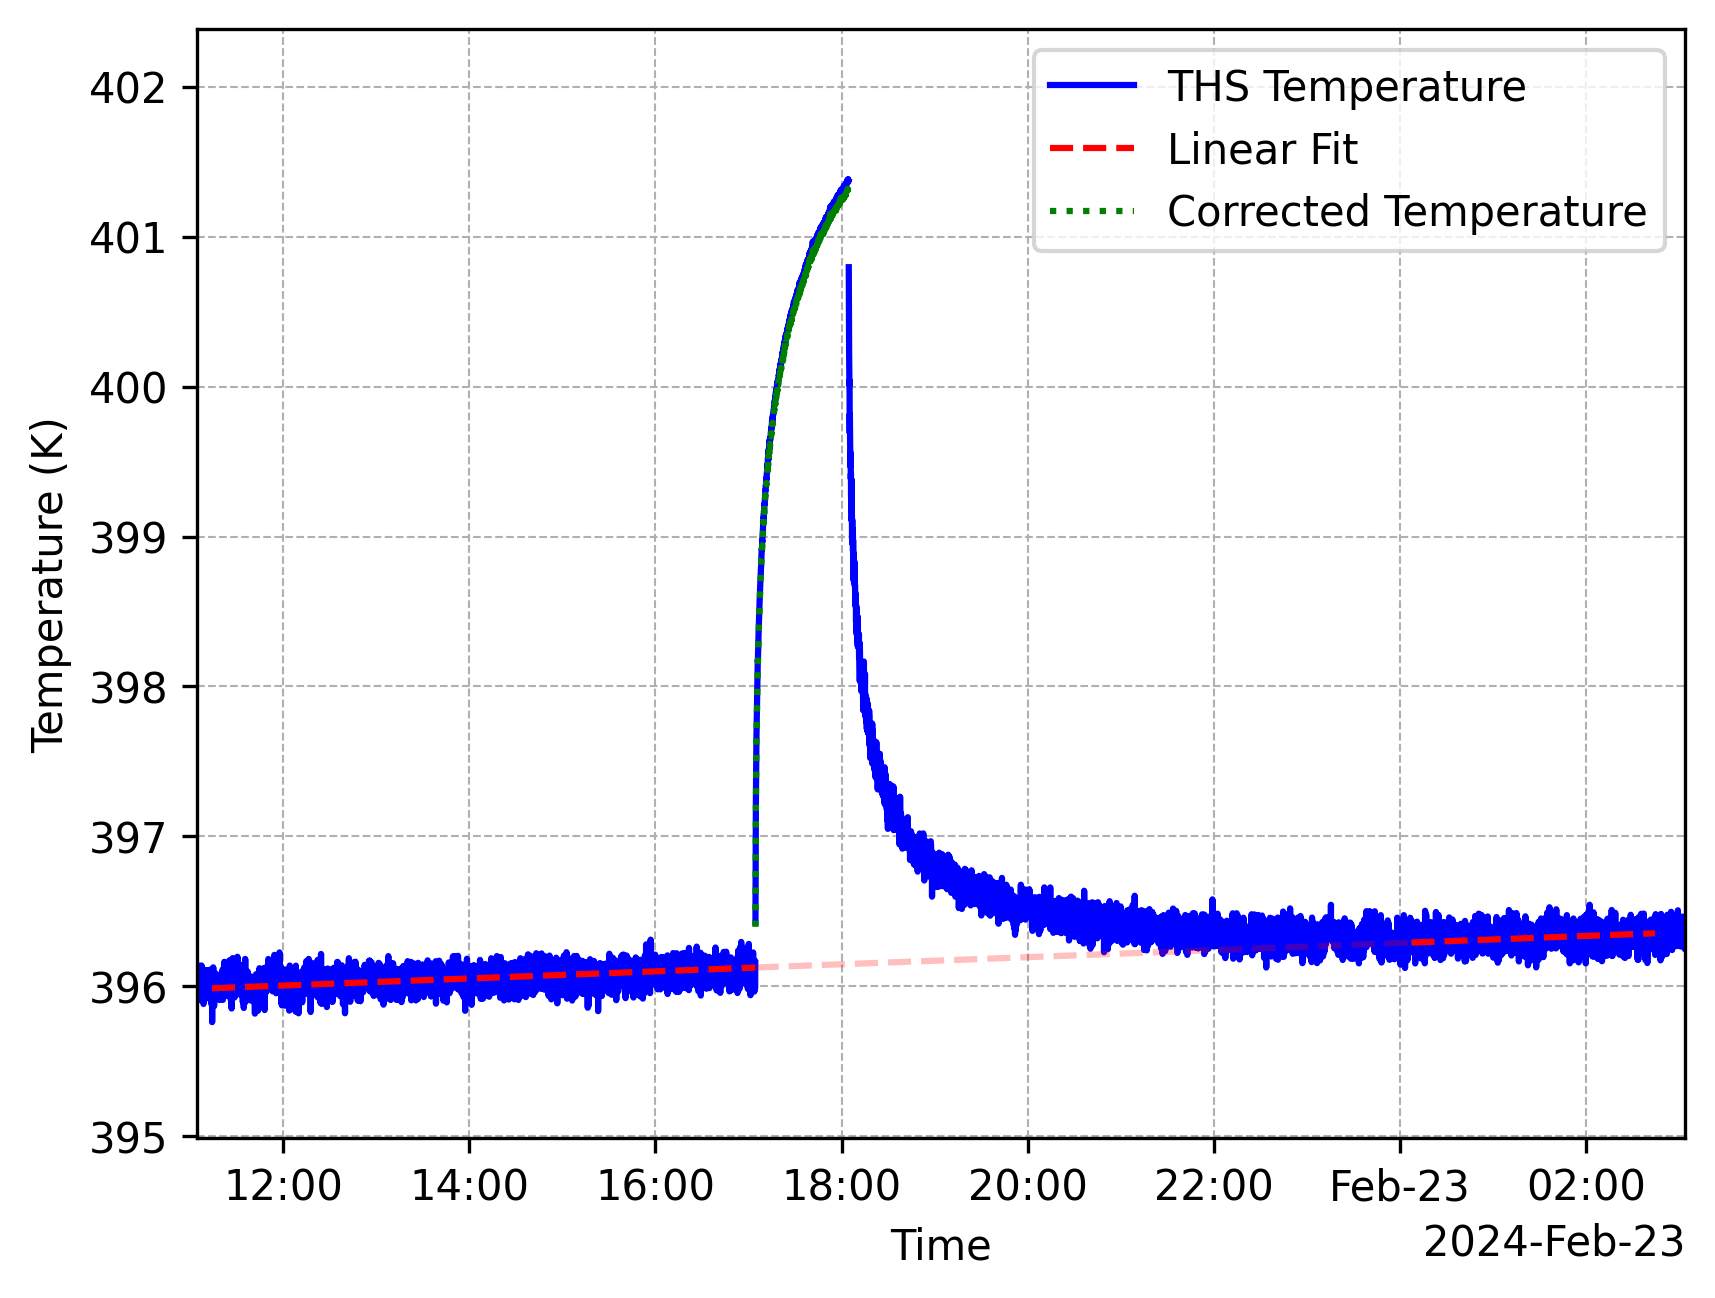 402
401
400
399
398
397
396
395
Temperature (K)
THS Temperature
Linear Fit
Corrected Temperature
12:00 14:00 16:00 18:00 20:00 22:00 Feb-23 02:00
Time
2024-Feb-23